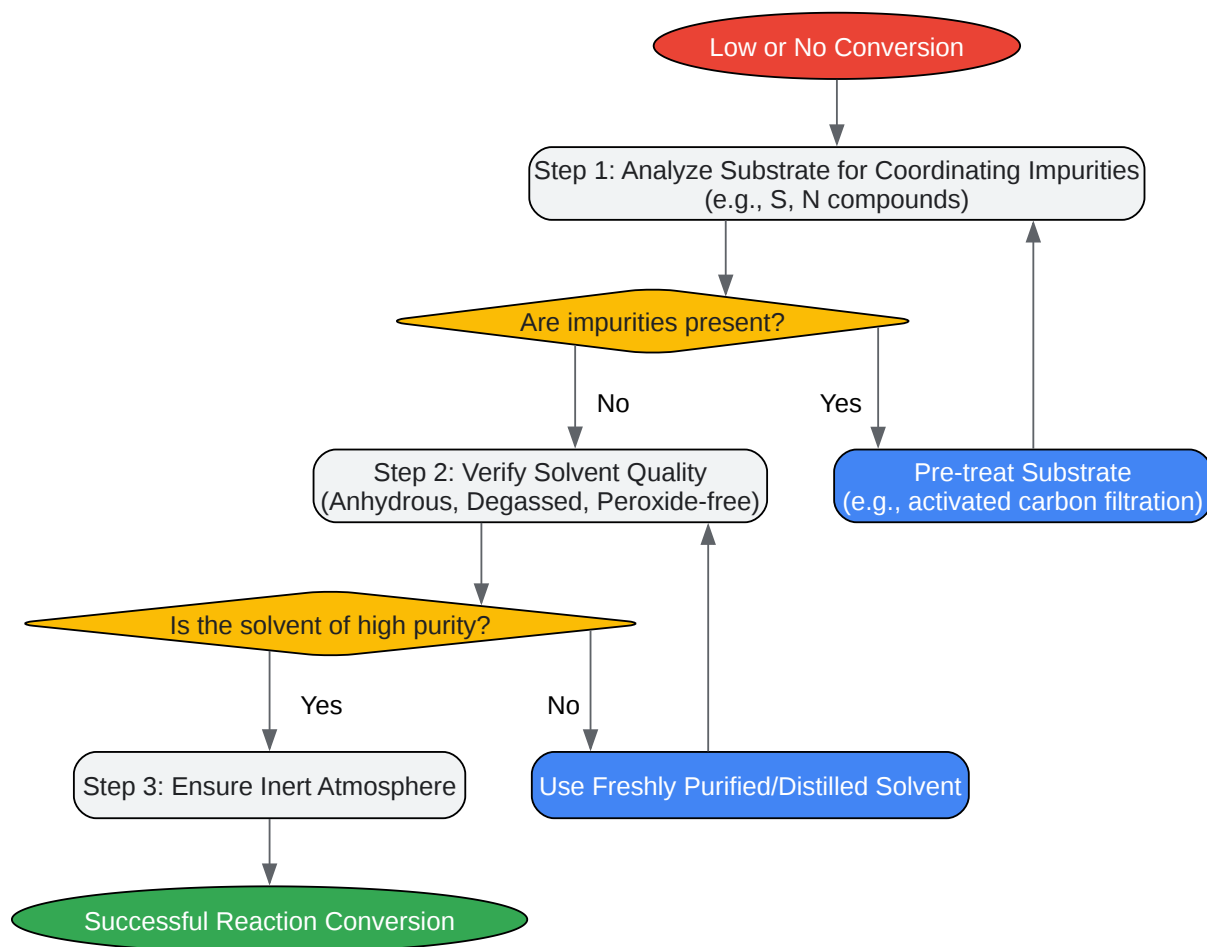 Low or No Conversion
Step 1: Analyze Substrate for Coordinating Impurities
(e.g., S, N compounds)
Are impurities present?
No
Yes
Step 2: Verify Solvent Quality
(Anhydrous, Degassed, Peroxide-free)
Pre-treat Substrate
(e.g., activated carbon filtration)
Is the solvent of high purity?
Yes
No
Step 3: Ensure Inert Atmosphere
Use Freshly Purified/Distilled Solvent
Successful Reaction Conversion